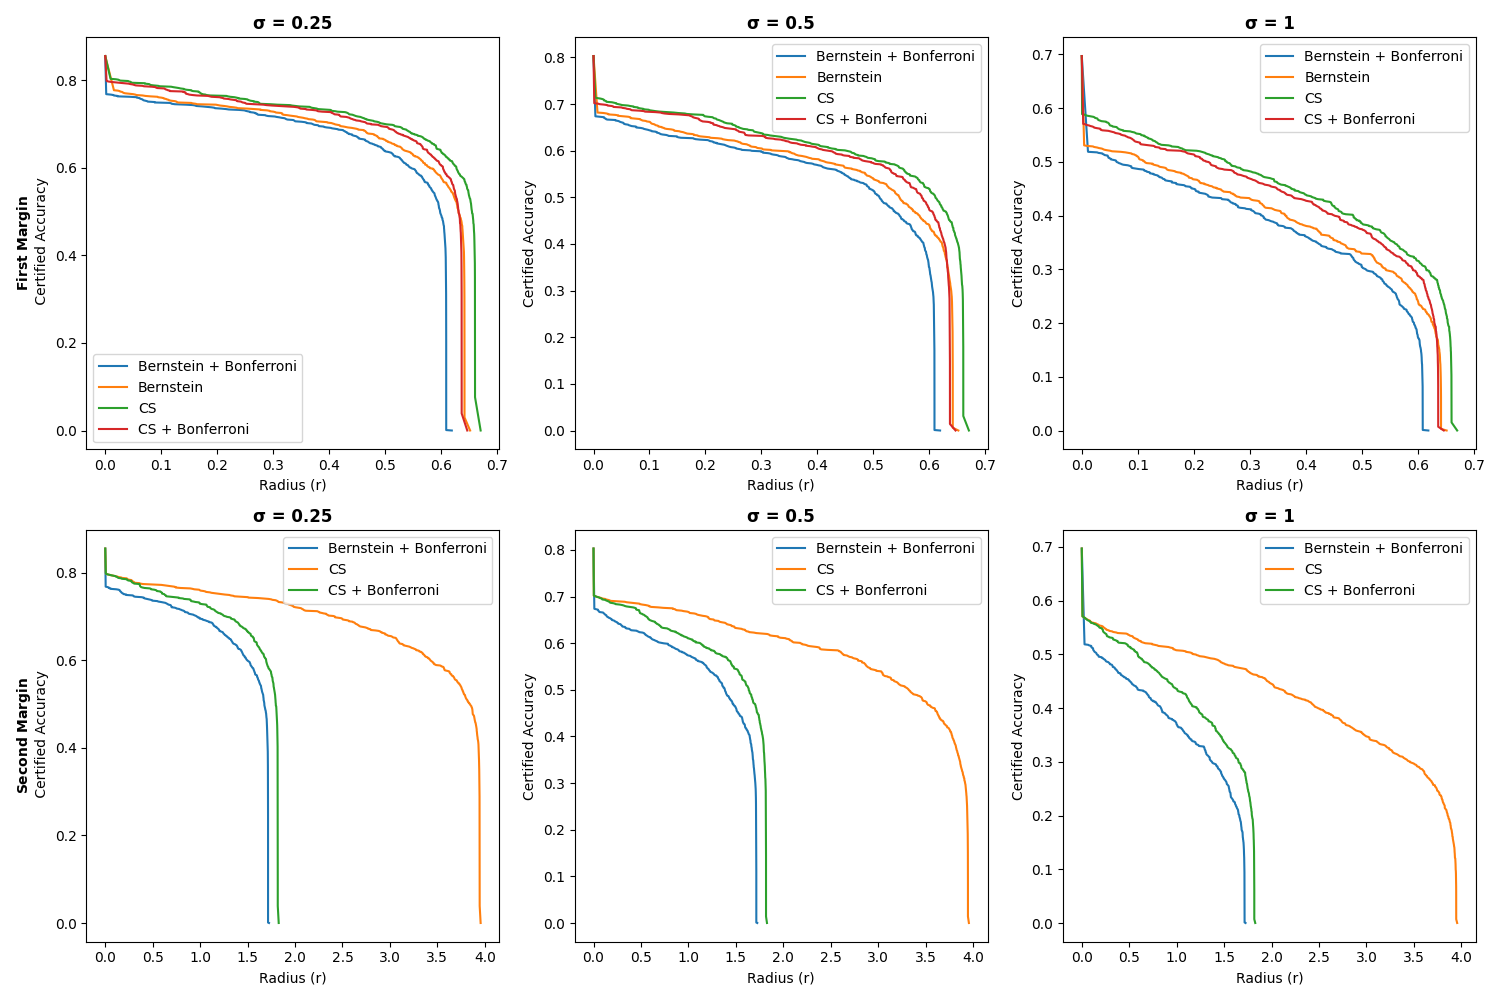 σ = 0.25
0.8
0.6
0.4
0.2
0.0
First Margin
Certified Accuracy
Bernstein + Bonferroni
Bernstein
CS
CS + Bonferroni
0.0 0.1 0.2 0.3 0.4 0.5 0.6 0.7
Radius (r)
σ = 0.5
0.8
0.7
0.6
0.5
0.4
0.3
0.2
0.1
0.0
Certified Accuracy
Bernstein + Bonferroni
Bernstein
CS
CS + Bonferroni
0.0 0.1 0.2 0.3 0.4 0.5 0.6 0.7
Radius (r)
σ = 1
0.7
0.6
0.5
0.4
0.3
0.2
0.1
0.0
Certified Accuracy
Bernstein + Bonferroni
Bernstein
CS
CS + Bonferroni
0.0 0.1 0.2 0.3 0.4 0.5 0.6 0.7
Radius (r)
σ = 0.25
0.8
0.6
0.4
0.2
0.0
Second Margin
Certified Accuracy
Bernstein + Bonferroni
CS
CS + Bonferroni
0.0 0.5 1.0 1.5 2.0 2.5 3.0 3.5 4.0
Radius (r)
σ = 0.5
0.8
0.7
0.6
0.5
0.4
0.3
0.2
0.1
0.0
Certified Accuracy
Bernstein + Bonferroni
CS
CS + Bonferroni
0.0 0.5 1.0 1.5 2.0 2.5 3.0 3.5 4.0
Radius (r)
σ = 1
0.7
0.6
0.5
0.4
0.3
0.2
0.1
0.0
Certified Accuracy
Bernstein + Bonferroni
CS
CS + Bonferroni
0.0 0.5 1.0 1.5 2.0 2.5 3.0 3.5 4.0
Radius (r)